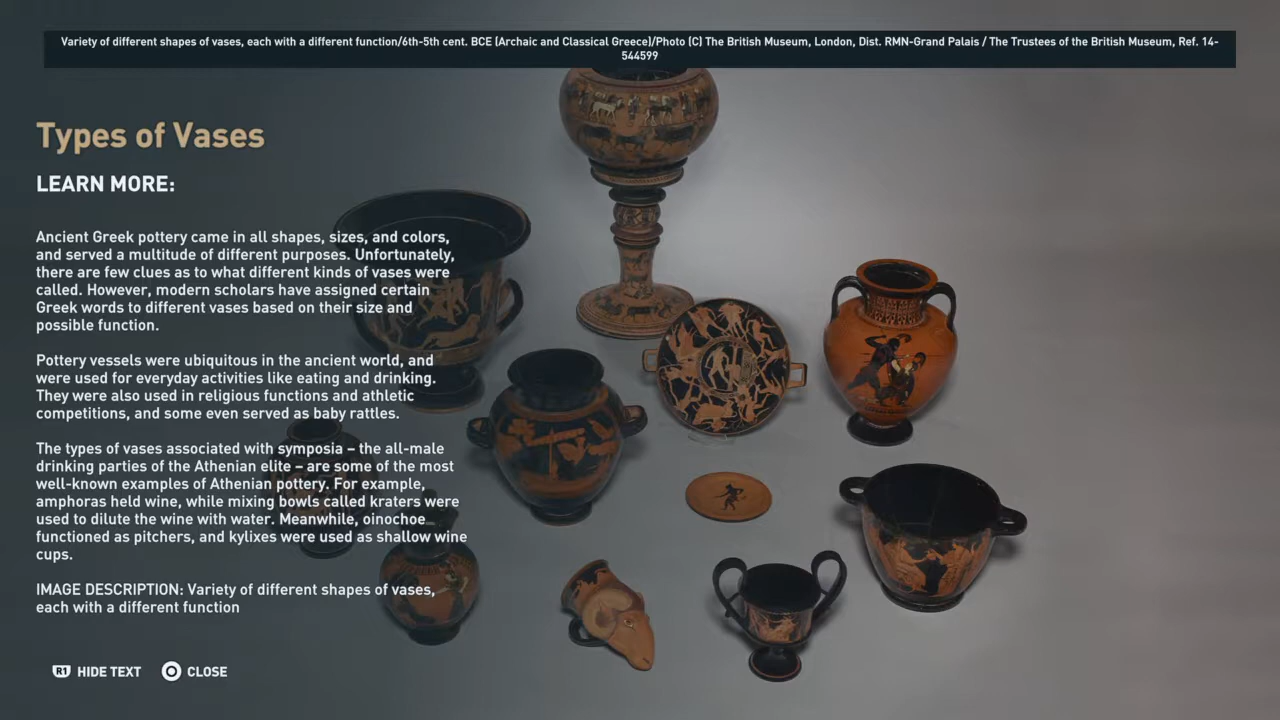 Variety of different shapes of vases, each with a different function/6th-5th cent. BCE (Archaic and Classical Greece)/Photo (C) The British Museum, London, Dist. RMN-Grand Palais / The Trustees of the British Museum, Ref. 14-
544599
Types of Vases
LEARN MORE:
Ancient Greek pottery came in all shapes, sizes, and colors,
and served a multitude of different purposes. Unfortunately,
there are few clues as to what different kinds of vases were
called. However, modern scholars have assigned certain
Greek words to different vases based on their size and
possible function.
Pottery vessels were ubiquitous in the ancient world, and
were used for everyday activities like eating and drinking.
They were also used in religious functions and athletic
competitions, and some even served as baby rattles.
The types of vases associated with symposia – the all-male
drinking parties of the Athenian elite – are some of the most
well-known examples of Athenian pottery. For example,
amphoras held wine, while mixing bowls called kraters were
used to dilute the wine with water. Meanwhile, oinochoe
functioned as pitchers, and kylixes were used as shallow wine
cups.
IMAGE DESCRIPTION: Variety of different shapes of vases,
each with a different function
R1 HIDE TEXT CLOSE